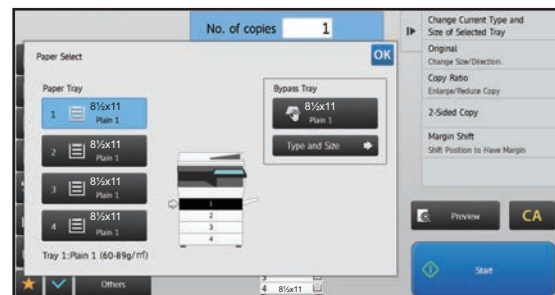 No. of copies 1
Paper Select
OK
Paper Tray
1 8½x11
Plain 1
2 8½x11
Plain 1
3 8½x11
Plain 1
4 8½x11
Plain 1
Tray 1:Plain 1 (60-89g/㎡)
1
2
3
4
Bypass Tray
8½x11
Plain 1
Type and Size
Change Current Type and
Size of Selected Tray
Original
Change Size/Direction.
Copy Ratio
Enlarge/Reduce Copy
2-Sided Copy
Margin Shift
Shift Position to Have Margin
Preview
CA
Start
Others
4 8½x11